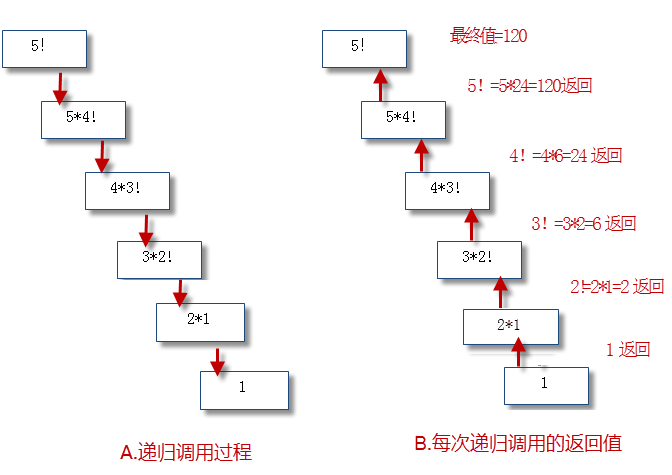 5!
5*4!
4*3!
3*2!
2*1
1
A.递归调用过程
5!
最终值=120
5! =5*24=120返回
5*4!
4! =4*6=24 返回
4*3!
3! =3*2=6 返回
3*2!
2!=2*1=2 返回
2*1
1 返回
1
B.每次递归调用的返回值